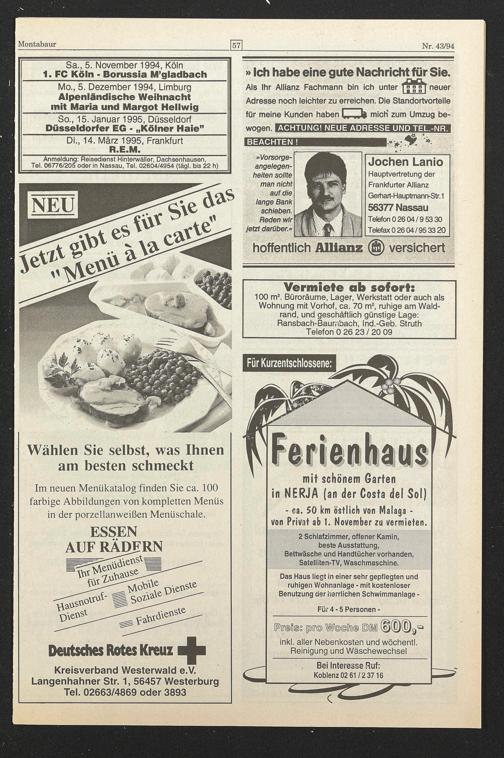 Montabaur
57
Nr. 43/94
Sa., 5. November 1994, Köln
1. FC Köln - Borussia M'gladbach
Mo., 5. Dezember 1994, Limburg
Alpenländische Weihnacht
mit Maria und Margot Hellwig
So., 15. Januar 1995, Düsseldorf
Düsseldorfer EG - „Kölner Haie"
Di., 14. März 1995, Frankfurt
R.E.M.
Anmeldung: Reisedienst Hinterwäller, Dachsenhausen,
Tel. 06776/205 oder in Nassau, Tel. 02604/4954 (tägl. bis 22 h)
NEU
Jetzt gibt es für Sie das
"Menü à la carte"
Wählen Sie selbst, was Ihnen
am besten schmeckt
Im neuen Menükatalog finden Sie ca. 100
farbige Abbildungen von kompletten Menüs
in der porzellanweißen Menüschale.
ESSEN
AUF RÄDERN
Ihr Menüdienst
für Zuhause
Hausnotruf-
Dienst
Mobile
Soziale Dienste
Fahrdienste
Deutsches Rotes Kreuz
Kreisverband Westerwald e.V.
Langenhahner Str. 1, 56457 Westerburg
Tel. 02663/4869 oder 3893
» Ich habe eine gute Nachricht für Sie.
Als Ihr Allianz Fachmann bin ich unter neuer
Adresse noch leichter zu erreichen. Die Standortvorteile
für meine Kunden haben mich zum Umzug be-
wogen. ACHTUNG! NEUE ADRESSE UND TEL.-NR.
BEACHTEN!
»Vorsorge-
angelegen-
heiten sollte
man nicht
auf die
lange Bank
schieben.
Reden wir
jetzt darüber.«
Jochen Lanio
Hauptvertretung der
Frankfurter Allianz
Gerhart-Hauptmann-Str.1
56377 Nassau
Telefon 0 26 04 / 9 53 30
Telefax 0 26 04 / 95 33 20
hoffentlich Allianz versichert
Vermiete ab sofort:
100 m². Büroräume, Lager, Werkstatt oder auch als
Wohnung mit Vorhof, ca. 70 m², ruhige am Wald-
rand, und geschäftlich günstige Lage:
Ransbach-Baumbach, Ind.-Geb. Struth
Telefon 0 26 23 / 20 09
Für Kurzentschlossene:
Ferienhaus
mit schönem Garten
in NERJA (an der Costa del Sol)
- ca. 50 km östlich von Malaga -
von Privat ab 1. November zu vermieten.
2 Schlafzimmer, offener Kamin,
beste Ausstattung,
Bettwäsche und Handtücher vorhanden,
Satelliten-TV, Waschmaschine.
Das Haus liegt in einer sehr gepflegten und
ruhigen Wohnanlage - mit kostenloser
Benutzung der herrlichen Schwimmanlage -
Für 4 - 5 Personen -
Preis: pro Woche DM 600,-
inkl. aller Nebenkosten und wöchentl.
Reinigung und Wäschewechsel
Bei Interesse Ruf:
Koblenz 02 61 / 2 37 16